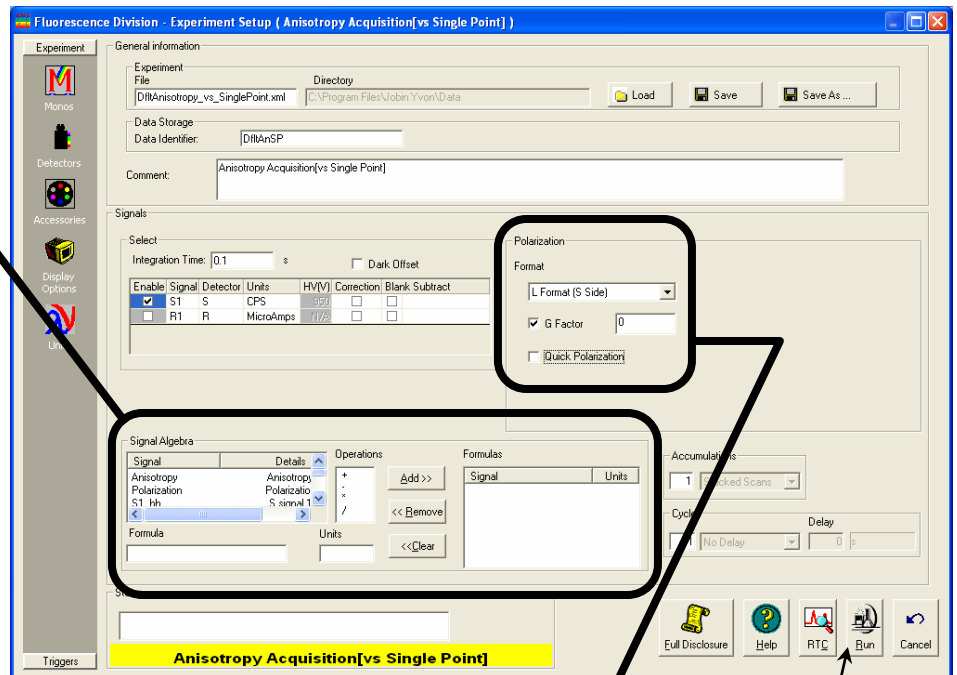 Fluorescence Division - Experiment Setup ( Anisotropy Acquisition[vs Single Point] )
Experiment
Monos
Detectors
Accessories
Display
Options
Un
Triggers
General information
Experiment
File
Directory
DfltAnisotropy_vs_SinglePoint.xml
C:\Program Files\Jobin Yvon\Data
Load
Save
Save As ...
Data Storage
Data Identifier:
DfltAnSP
Comment:
Anisotropy Acquisition[vs Single Point]
Signals
Select
Integration Time: 0.1 s
Dark Offset
Enable Signal Detector Units HV(V) Correction Blank Subtract
S1 S CPS 950
R1 R MicroAmps N/A
Polarization
Format
L Format (S Side)
G Factor 0
Quick Polarization
Signal Algebra
Signal Details
Anisotropy Anisotropy
Polarization Polarizatio
S1_hh S signal 1
Operations
+
-
*
/
Add >>
<< Remove
<<Clear
Formula
Units
Formulas
Signal Units
Accumulations
1 Stacked Scans
Cycle
Delay
1 No Delay 0 s
Anisotropy Acquisition[vs Single Point]
Full Disclosure
Help
RTC
Run
Cancel